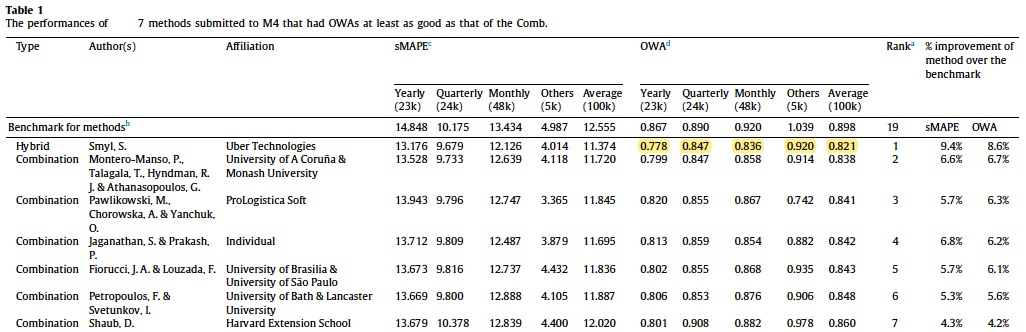 Table 1
The performances of 7 methods submitted to M4 that had OWAs at least as good as that of the Comb.
Type Author(s) Affiliation sMAPEᶜ OWAᵈ Rankᵃ % improvement of
method over the
benchmark
Yearly Quarterly Monthly Others Average Yearly Quarterly Monthly Others Average
(23k) (24k) (48k) (5k) (100k) (23k) (24k) (48k) (5k) (100k)
Benchmark for methodsᵇ 14.848 10.175 13.434 4.987 12.555 0.867 0.890 0.920 1.039 0.898 19 sMAPE OWA
Hybrid Smyl, S. Uber Technologies 13.176 9.679 12.126 4.014 11.374 0.778 0.847 0.836 0.920 0.821 1 9.4% 8.6%
Combination Montero-Manso, P., University of A Coruña & 13.528 9.733 12.639 4.118 11.720 0.799 0.847 0.858 0.914 0.838 2 6.6% 6.7%
Talagala, T., Hyndman, R. Monash University
J. & Athanasopoulos, G.
Combination Pawlikowski, M., ProLogistica Soft 13.943 9.796 12.747 3.365 11.845 0.820 0.855 0.867 0.742 0.841 3 5.7% 6.3%
Chorowska, A. & Yanchuk,
O.
Combination Jaganathan, S. & Prakash, Individual 13.712 9.809 12.487 3.879 11.695 0.813 0.859 0.854 0.882 0.842 4 6.8% 6.2%
P.
Combination Fiorucci, J. A. & Louzada, F. University of Brasilia & 13.673 9.816 12.737 4.432 11.836 0.802 0.855 0.868 0.935 0.843 5 5.7% 6.1%
University of São Paulo
Combination Petropoulos, F. & University of Bath & Lancaster 13.669 9.800 12.888 4.105 11.887 0.806 0.853 0.876 0.906 0.848 6 5.3% 5.6%
Svetunkov, I. University
Combination Shaub, D. Harvard Extension School 13.679 10.378 12.839 4.400 12.020 0.801 0.908 0.882 0.978 0.860 7 4.3% 4.2%